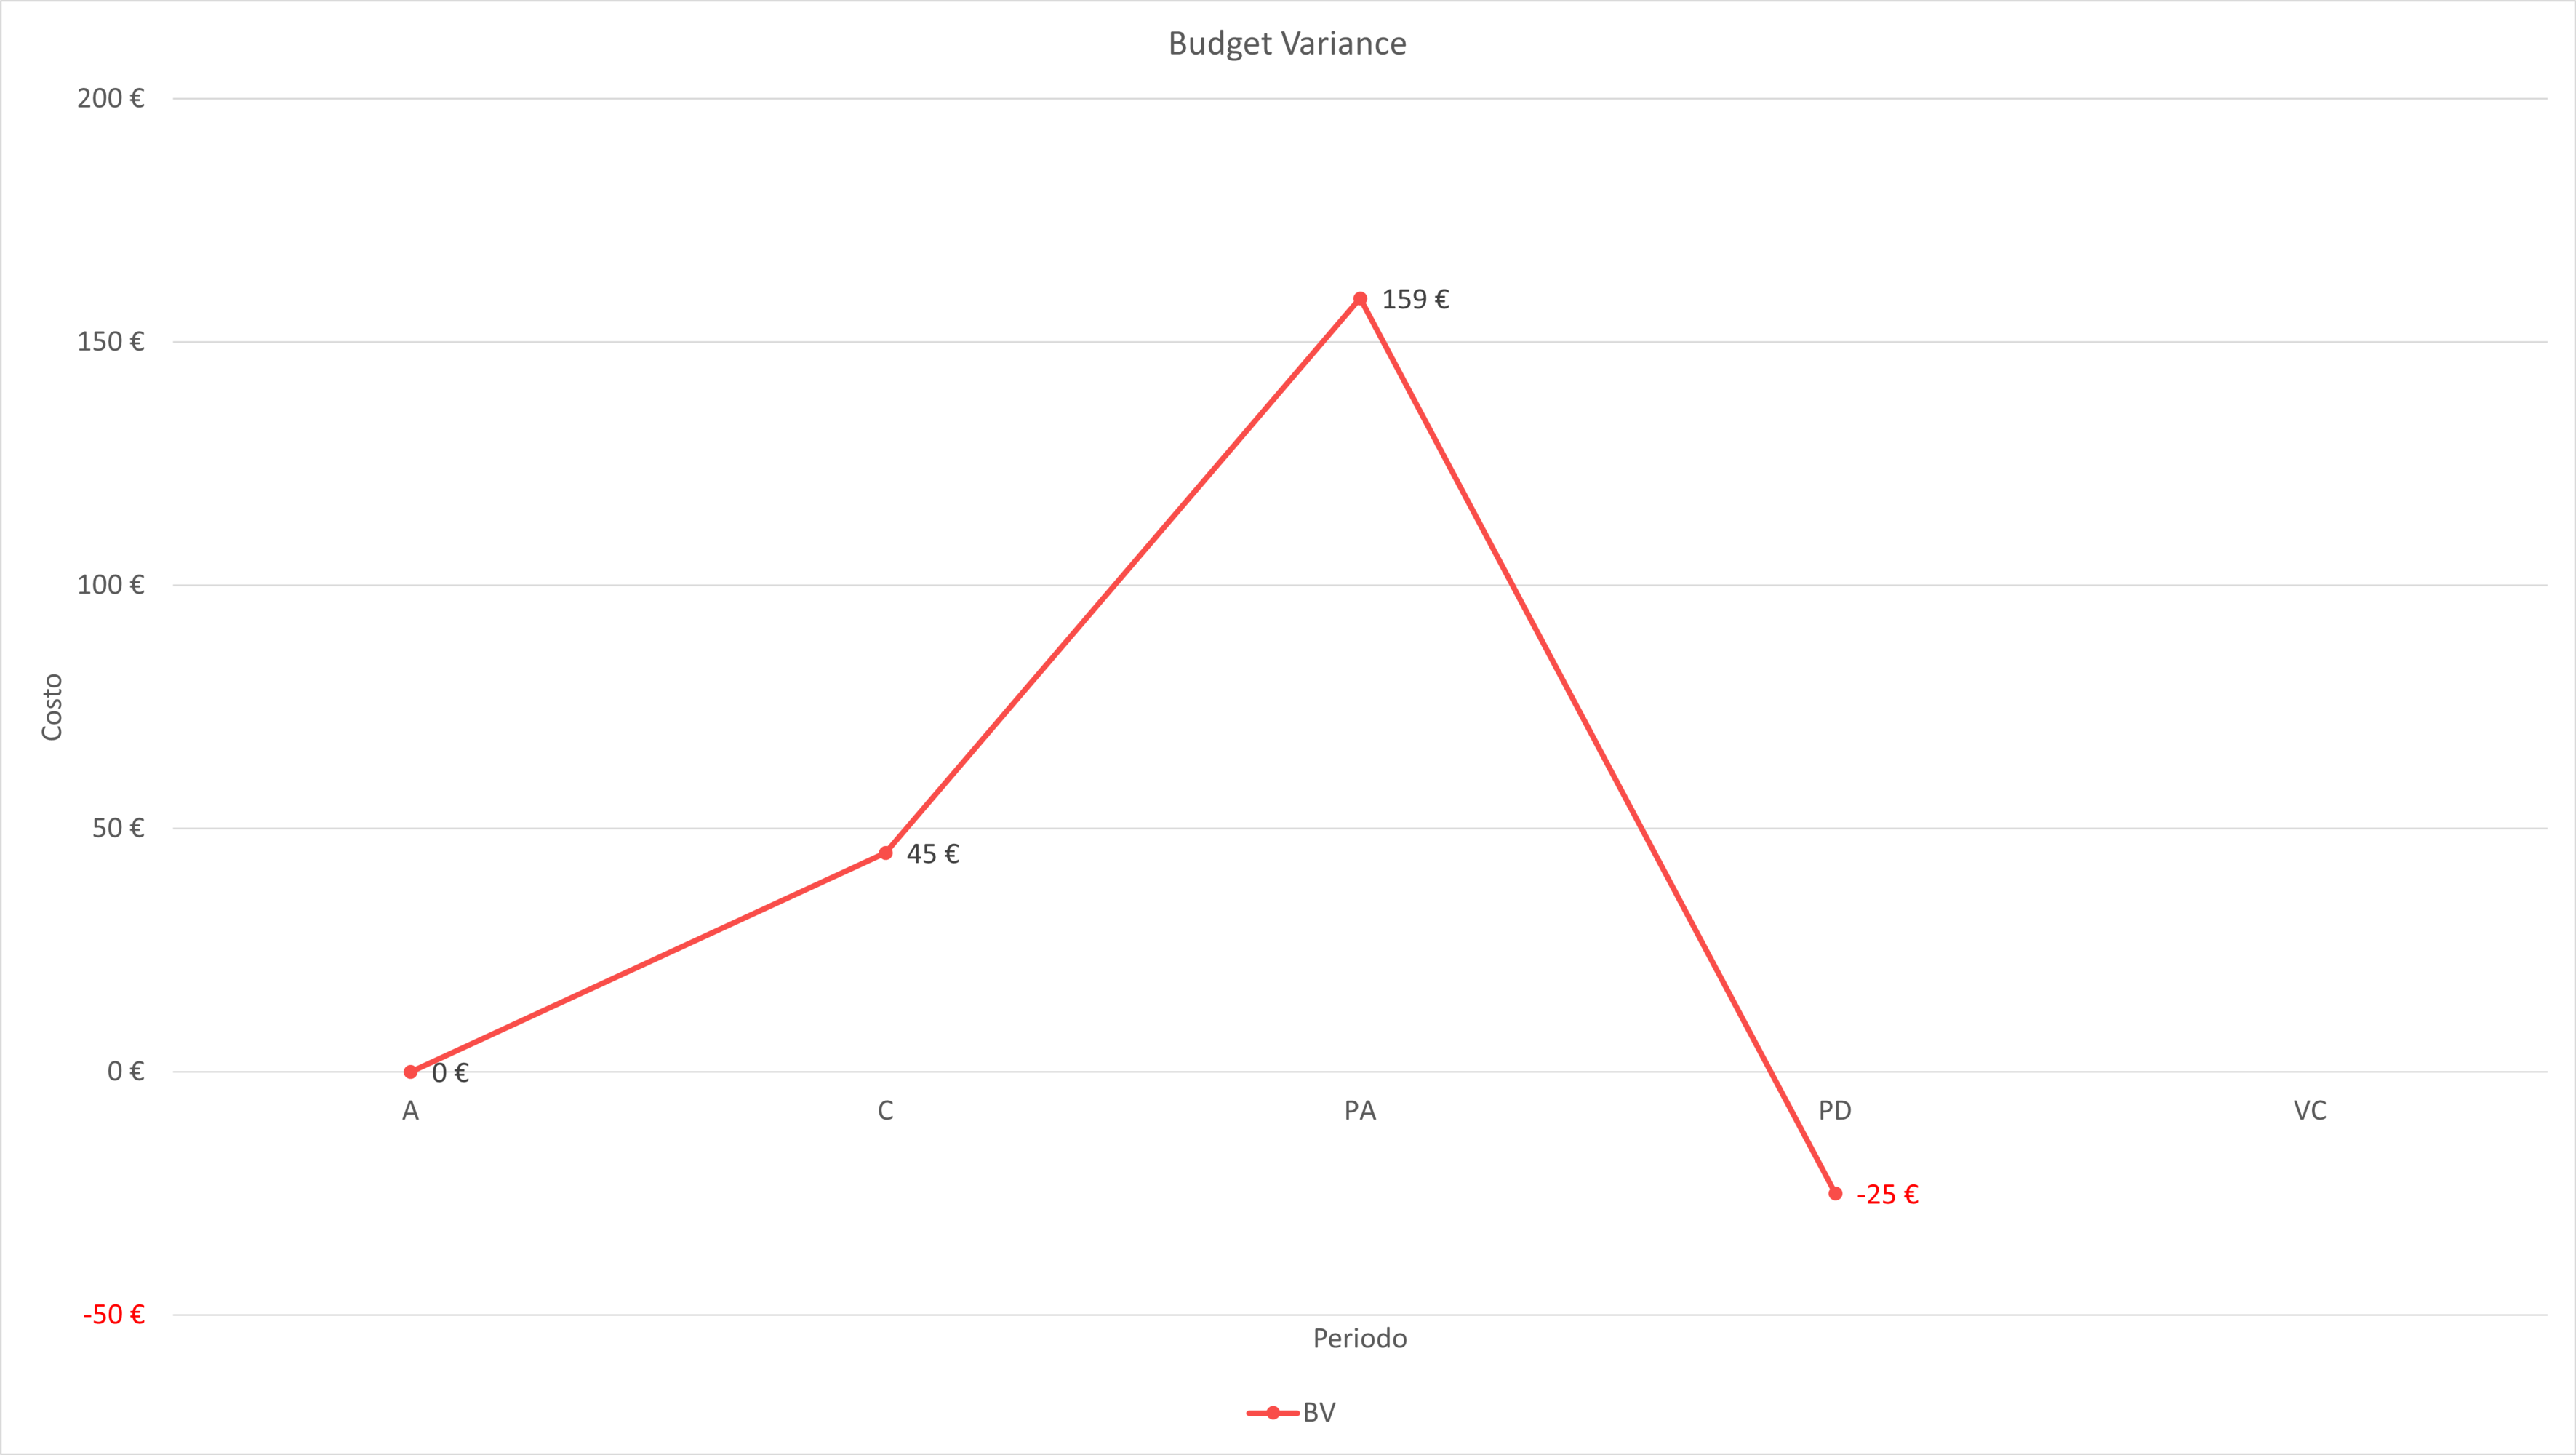 Budget Variance
200 €
150 €
100 €
50 €
0 €
-50 €
Costo
0 €
45 €
159 €
-25 €
A
C
PA
PD
VC
Periodo
BV